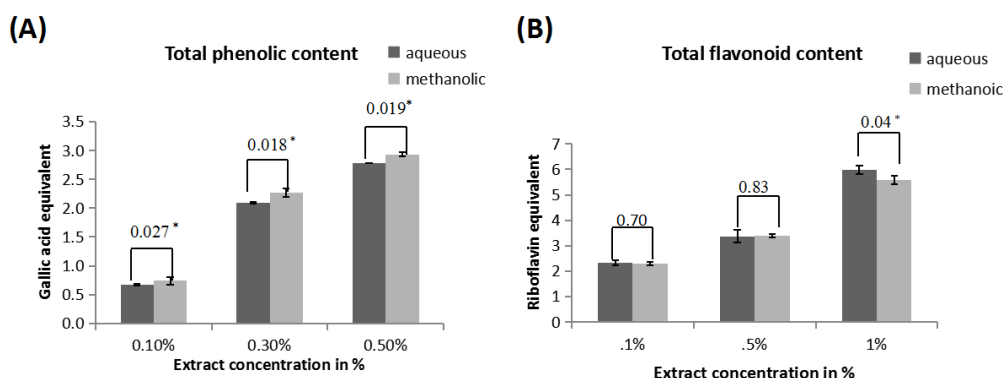 (A)
Total phenolic content
aqueous
methanolic
Gallic acid equivalent
3.5
3.0
2.5
2.0
1.5
1.0
0.5
0.0
0.027 *
0.018 *
0.019 *
0.10%
0.30%
0.50%
Extract concentration in %
(B)
Total flavonoid content
aqueous
methanoic
Riboflavin equivalent
7
6
5
4
3
2
1
0
0.70
0.83
0.04 *
.1%
.5%
1%
Extract concentration in %